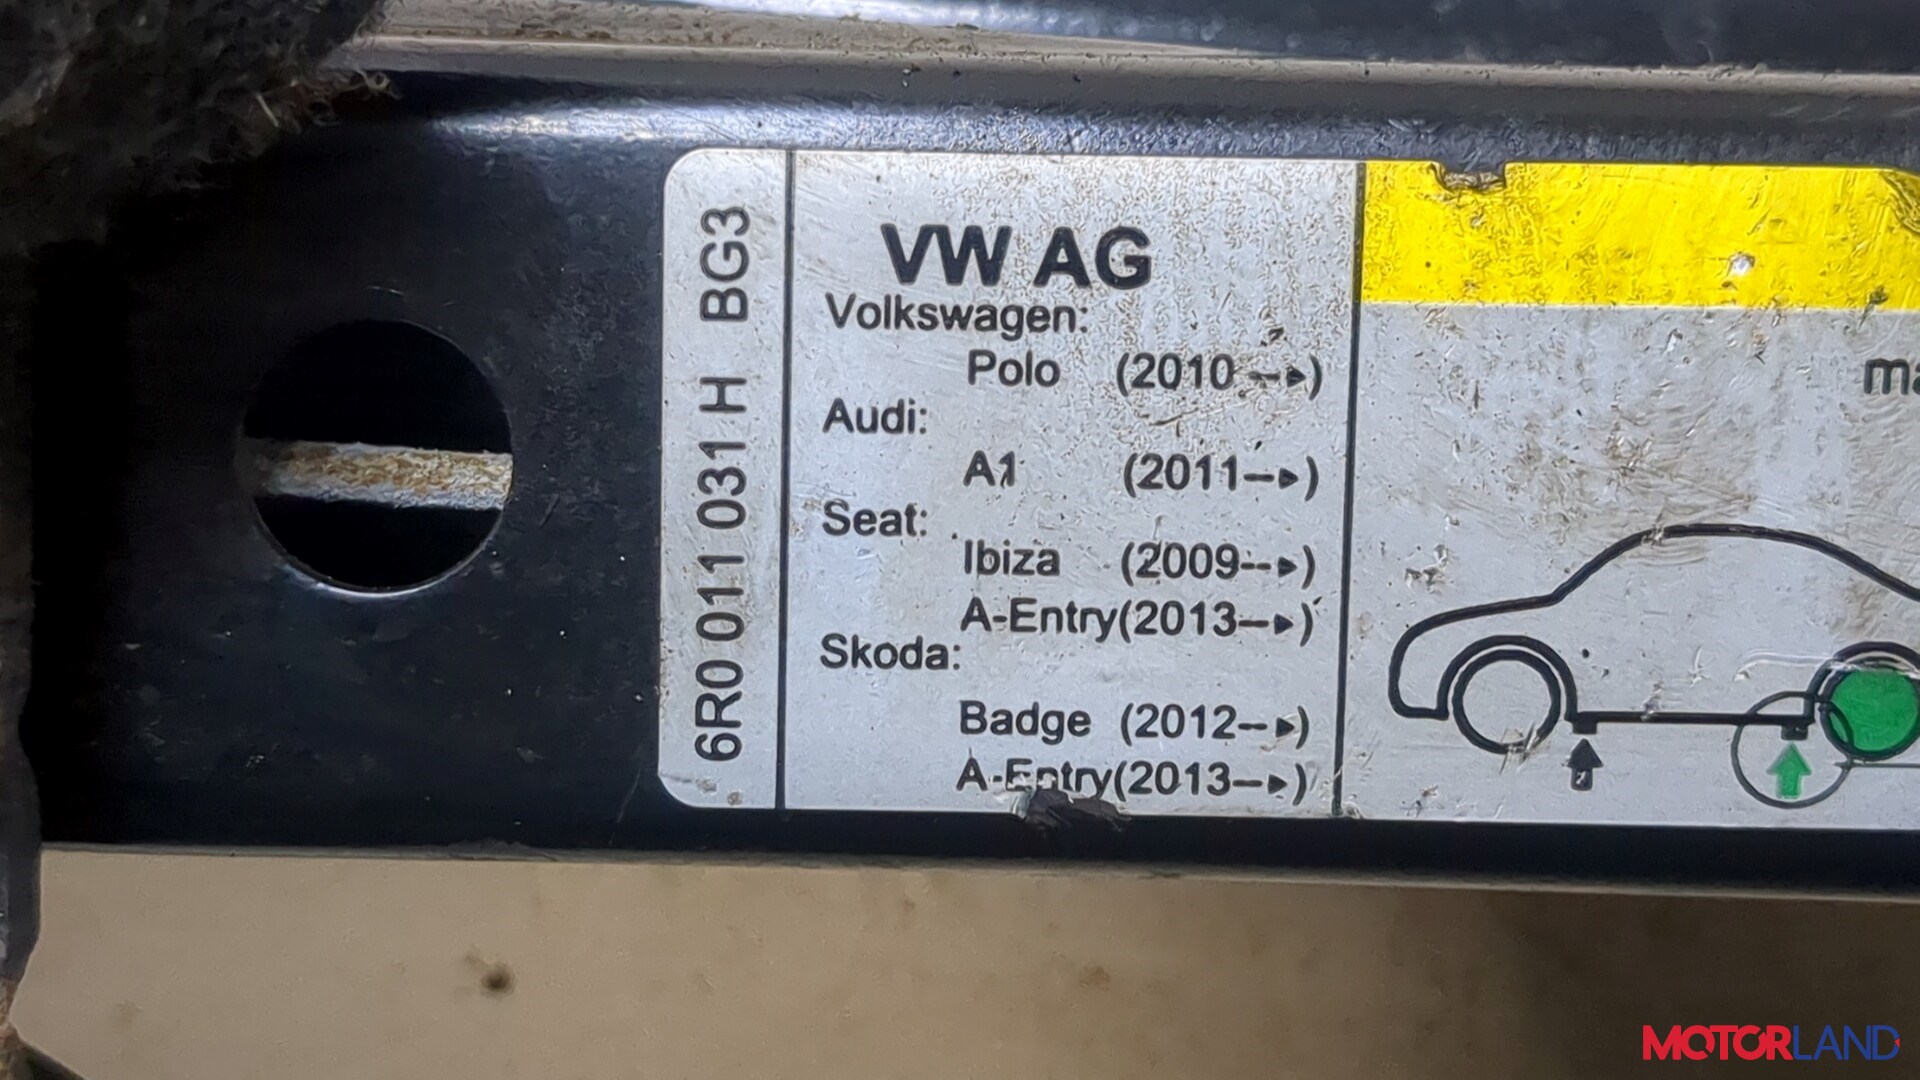 6R0 011 031 H BG3
VW AG
Volkswagen:
Polo (2010-->)
Audi:
A1 (2011-->)
Seat:
Ibiza (2009-->)
A-Entry(2013-->)
Skoda:
Badge (2012-->)
A-Entry(2013-->)
MOTORLAND